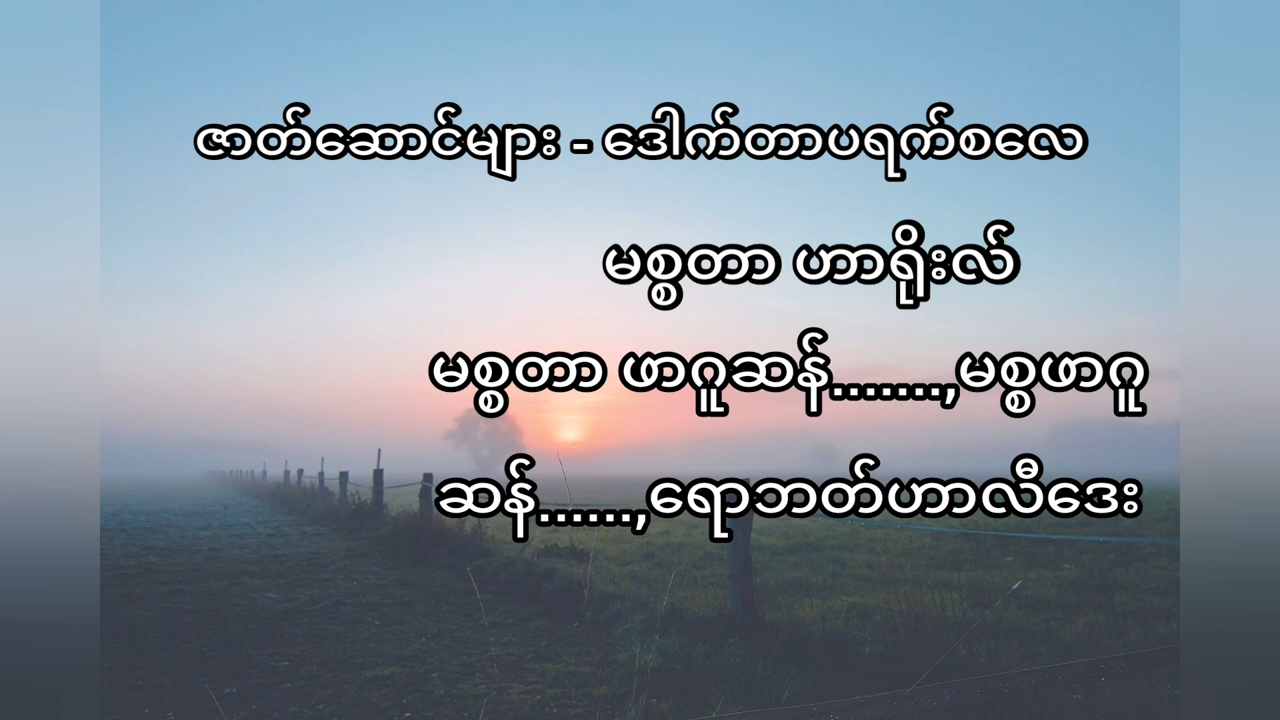 ဇာတ်ဆောင်များ - ဒေါက်တာပရက်စလေ
မစ္စတာ ဟာရိုးလ်
မစ္စတာ ဖာဂူဆန်........,မစ္စဖာဂူ
ဆန်......,ရောဘတ်ဟာလီဒေး